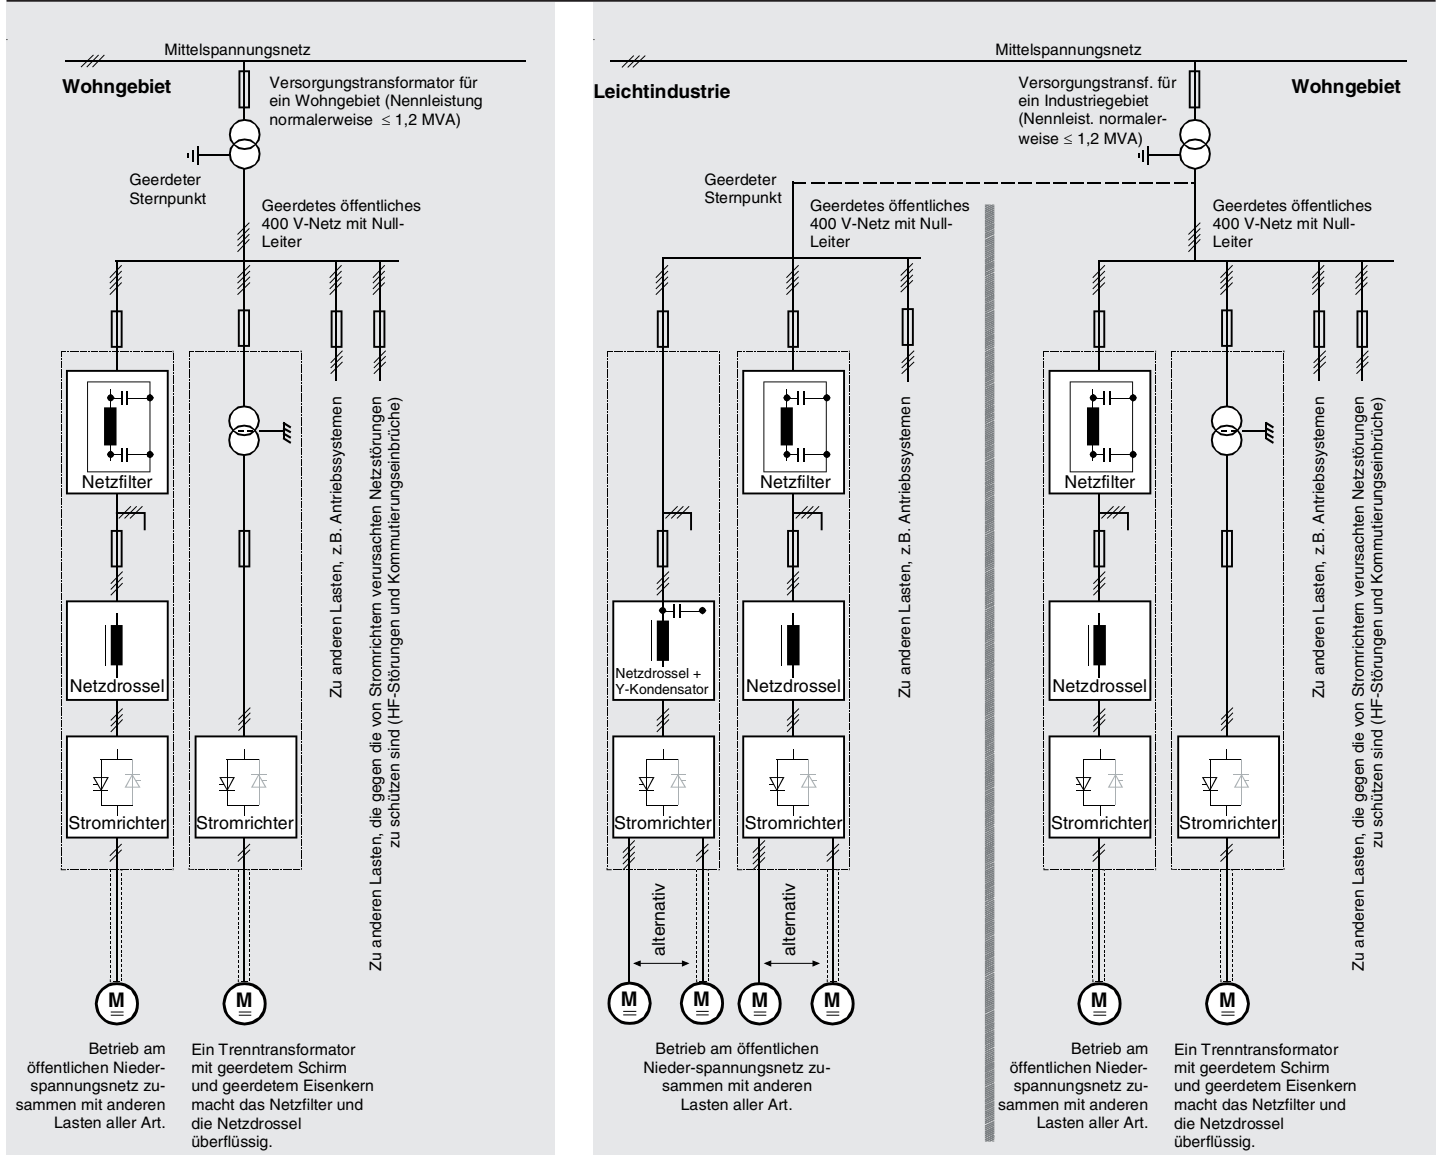 Mittelspannungsnetz
Wohngebiet
Versorgungstransformator für
ein Wohngebiet (Nennleistung
normalerweise ≤ 1,2 MVA)
Geerdeter
Sternpunkt
Geerdetes öffentliches
400 V-Netz mit Null-
Leiter
Netzfilter
Netzdrossel
Stromrichter
Stromrichter
Zu anderen Lasten, z.B. Antriebssystemen
Zu anderen Lasten, die gegen die von Stromrichtern verursachten Netzstörungen
zu schützen sind (HF-Störungen und Kommutierungseinbrüche)
M
M
Betrieb am
öffentlichen Nieder-
spannungsnetz zu-
sammen mit anderen
Lasten aller Art.
Ein Trenntransformator
mit geerdetem Schirm
und geerdetem Eisenkern
macht das Netzfilter und
die Netzdrossel
überflüssig.
Mittelspannungsnetz
Leichtindustrie
Versorgungstransf. für
ein Industriegebiet
(Nennleist. normaler-
weise ≤ 1,2 MVA)
Wohngebiet
Geerdeter
Sternpunkt
Geerdetes öffentliches
400 V-Netz mit Null-
Leiter
Netzfilter
Netzdrossel +
Y-Kondensator
Netzdrossel
Stromrichter
Stromrichter
Zu anderen Lasten, z.B. Antriebssystemen
alternativ
alternativ
M
M
M
M
Betrieb am öffentlichen
Nieder-spannungsnetz zu-
sammen mit anderen
Lasten aller Art.
Geerdetes öffentliches
400 V-Netz mit Null-
Leiter
Netzfilter
Netzdrossel
Stromrichter
Stromrichter
Zu anderen Lasten, z.B. Antriebssystemen
Zu anderen Lasten, die gegen die von Stromrichtern verursachten Netzstörungen
zu schützen sind (HF-Störungen und Kommutierungseinbrüche)
M
M
Betrieb am
öffentlichen Nieder-
spannungsnetz zu-
sammen mit anderen
Lasten aller Art.
Ein Trenntransformator
mit geerdetem Schirm
und geerdetem Eisenkern
macht das Netzfilter und
die Netzdrossel
überflüssig.